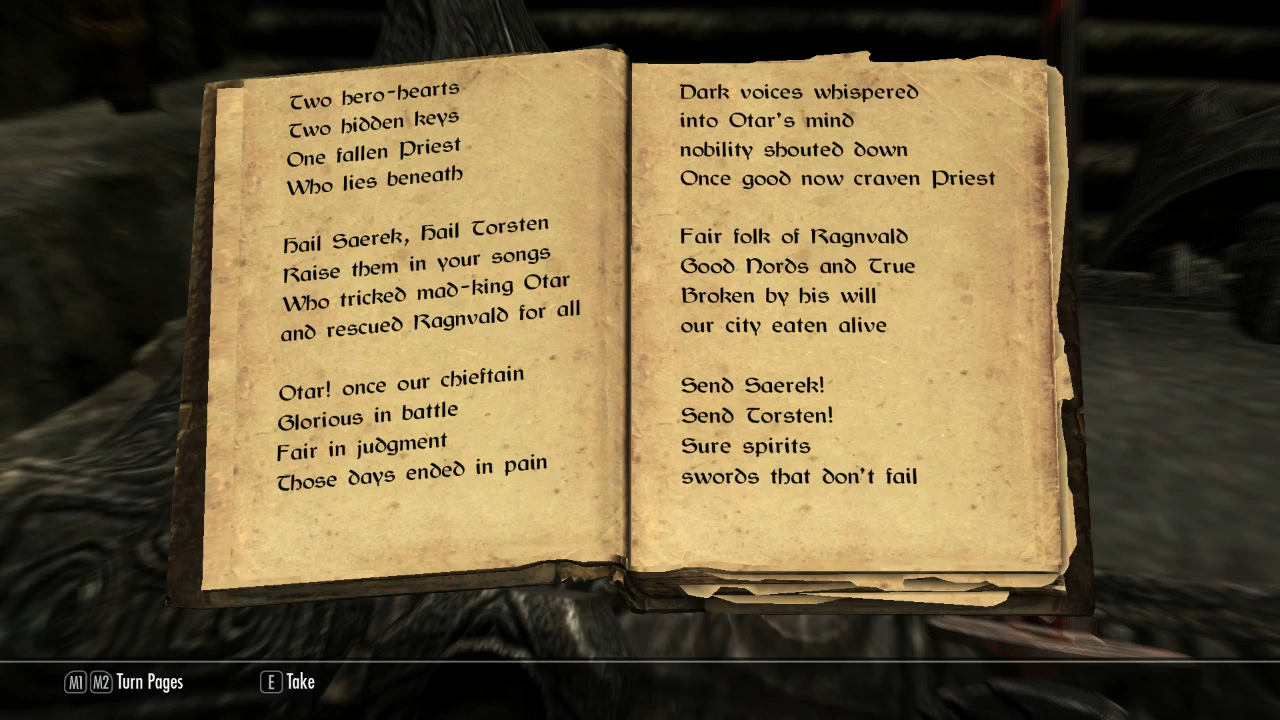 Two hero-hearts
Two hidden keys
One fallen Priest
Who lies beneath
Hail Saerek, Hail Torsten
Raise them in your songs
Who tricked mad-king Otar
and rescued Ragnvald for all
Otar! once our chieftain
Glorious in battle
Fair in judgment
Those days ended in pain
Dark voices whispered
into Otar's mind
nobility shouted down
Once good now craven Priest
Fair folk of Ragnvald
Good Nords and True
Broken by his will
our city eaten alive
Send Saerek!
Send Torsten!
Sure spirits
swords that don't fail
M1 M2 Turn Pages
E Take